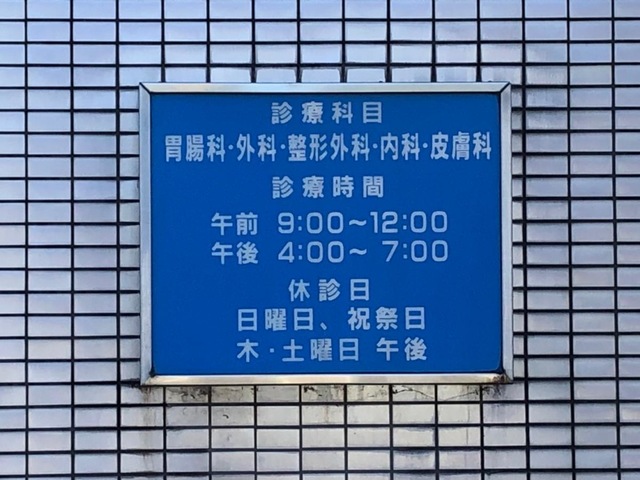 診療科目
胃腸科・外科・整形外科・内科・皮膚科
診療時間
午前 9:00～12:00
午後 4:00～ 7:00
休診日
日曜日、祝祭日
木・土曜日 午後